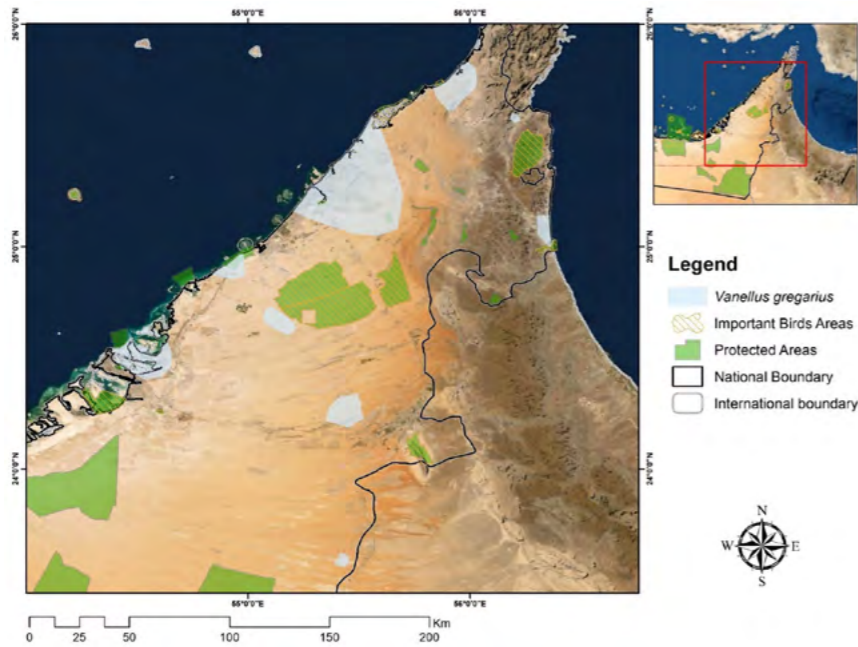 55°0'0"E 56°0'0"E
26°0'0"N
26°0'0"N
25°0'0"N
25°0'0"N
24°0'0"N
24°0'0"N
55°0'0"E 56°0'0"E
Legend
Vanellus gregarius
Important Birds Areas
Protected Areas
National Boundary
International boundary
N
W E
S
Km
0 25 50 100 150 200